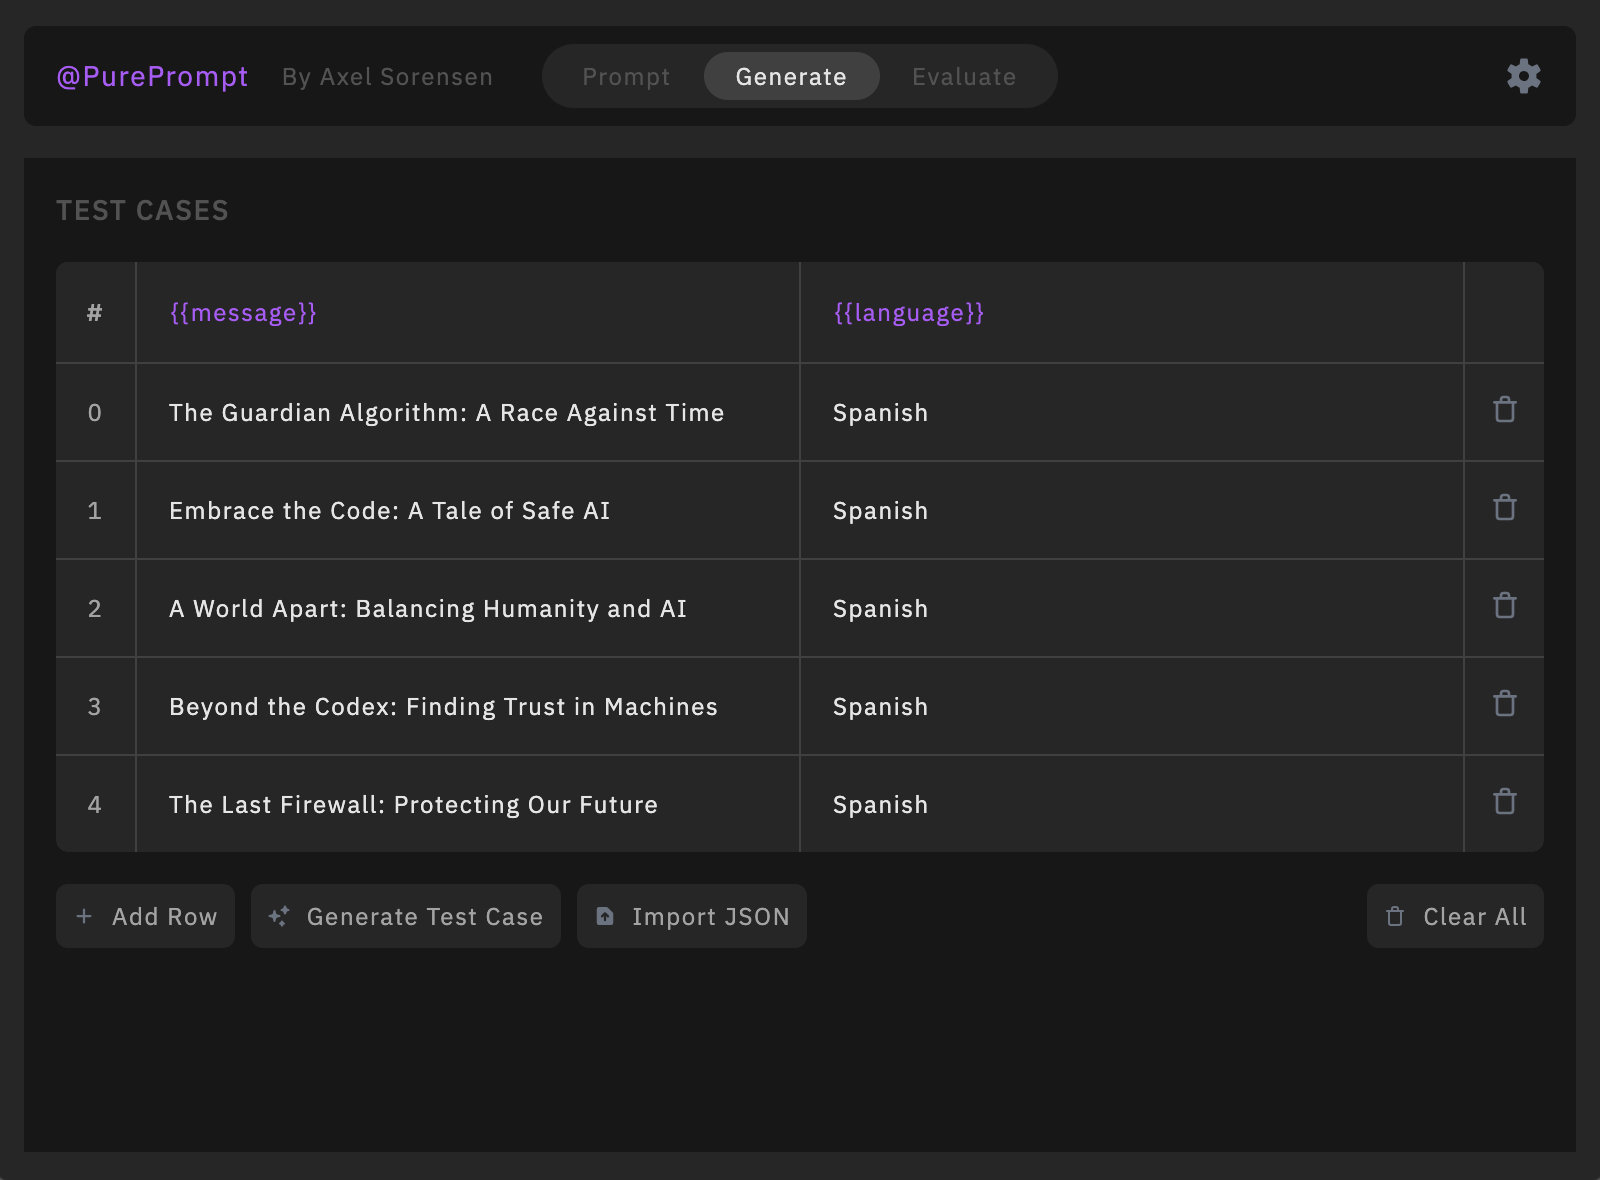 @PurePrompt By Axel Sorensen Prompt Generate Evaluate
TEST CASES
# {{message}} {{language}}
0 The Guardian Algorithm: A Race Against Time Spanish
1 Embrace the Code: A Tale of Safe AI Spanish
2 A World Apart: Balancing Humanity and AI Spanish
3 Beyond the Codex: Finding Trust in Machines Spanish
4 The Last Firewall: Protecting Our Future Spanish
+ Add Row Generate Test Case Import JSON Clear All